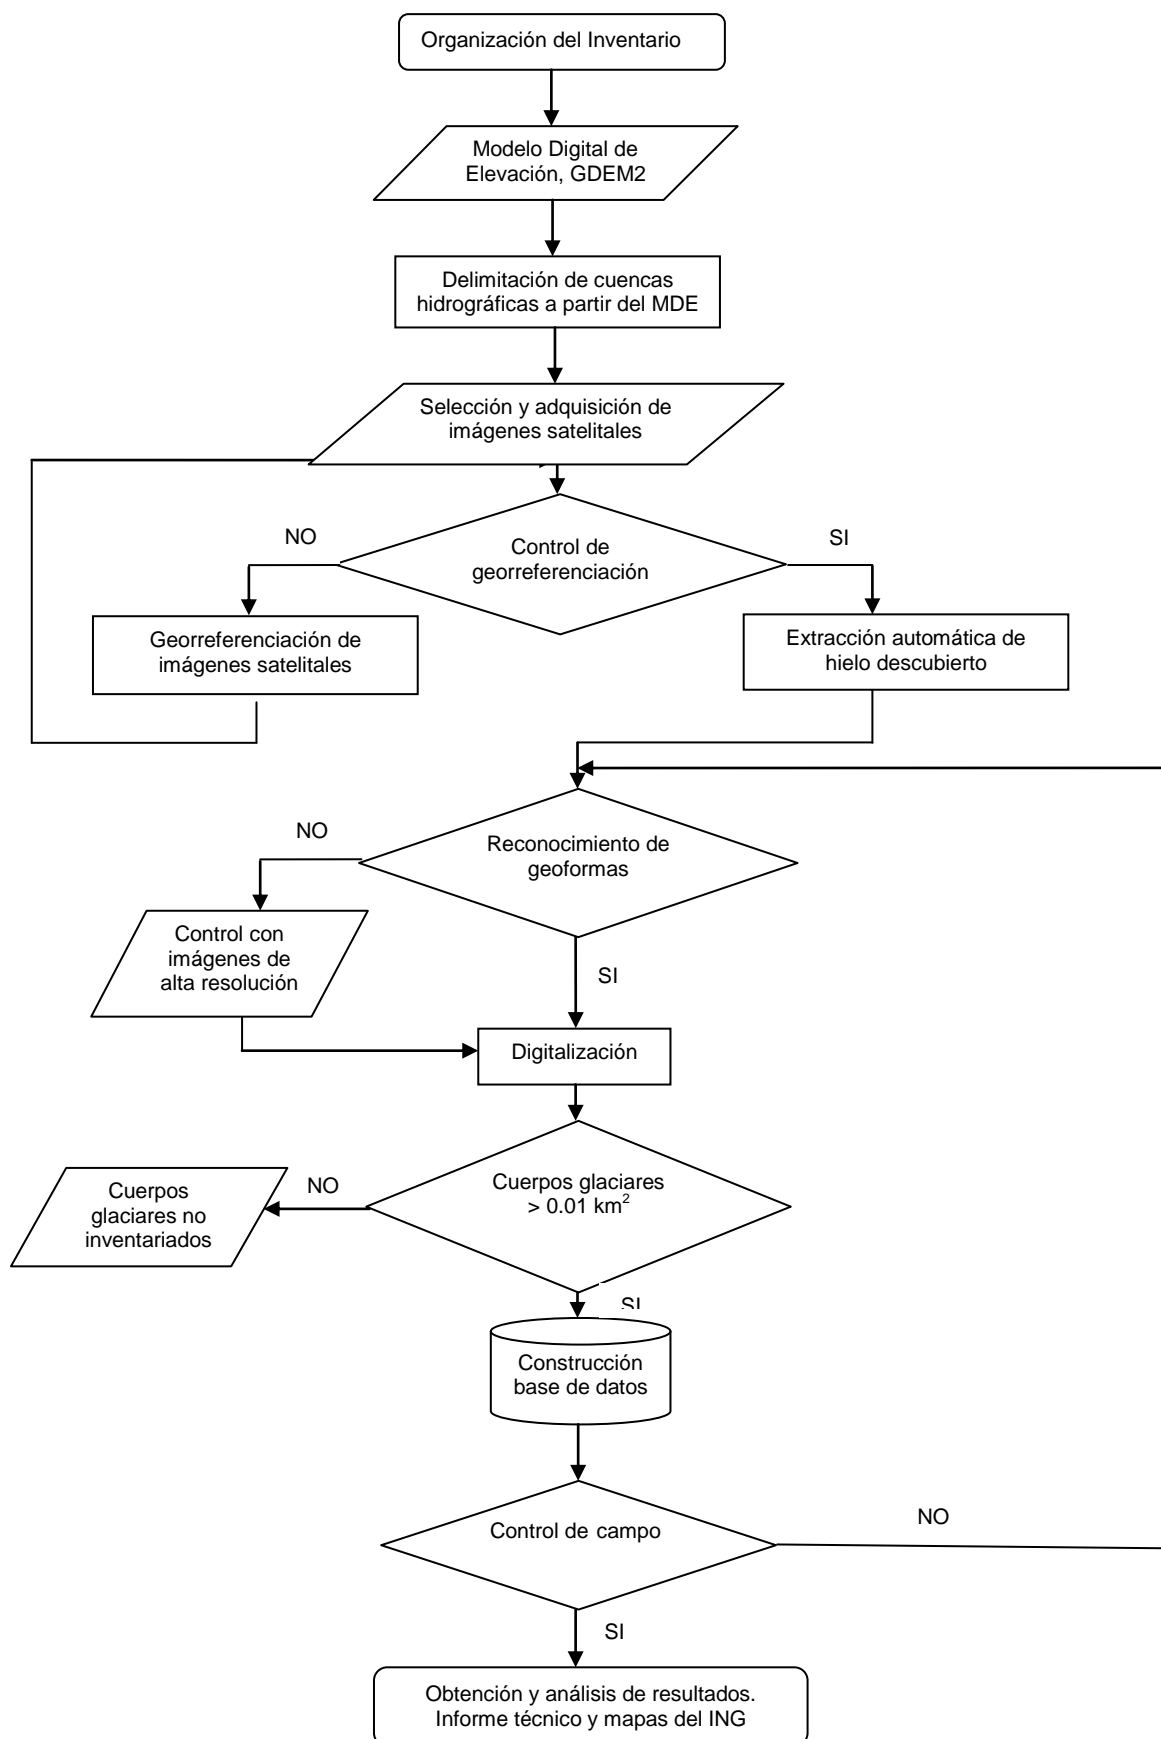 Organización del Inventario
Modelo Digital de
Elevación, GDEM2
Delimitación de cuencas
hidrográficas a partir del MDE
Selección y adquisición de
imágenes satelitales
NO
SI
Control de
georreferenciación
Georreferenciación de
imágenes satelitales
Extracción automática de
hielo descubierto
NO
Reconocimiento de
geoformas
Control con
imágenes de
alta resolución
SI
Digitalización
Cuerpos glaciares
> 0.01 km²
NO
Cuerpos
glaciares no
inventariados
SI
Construcción
base de datos
Control de campo
NO
SI
Obtención y análisis de resultados.
Informe técnico y mapas del ING